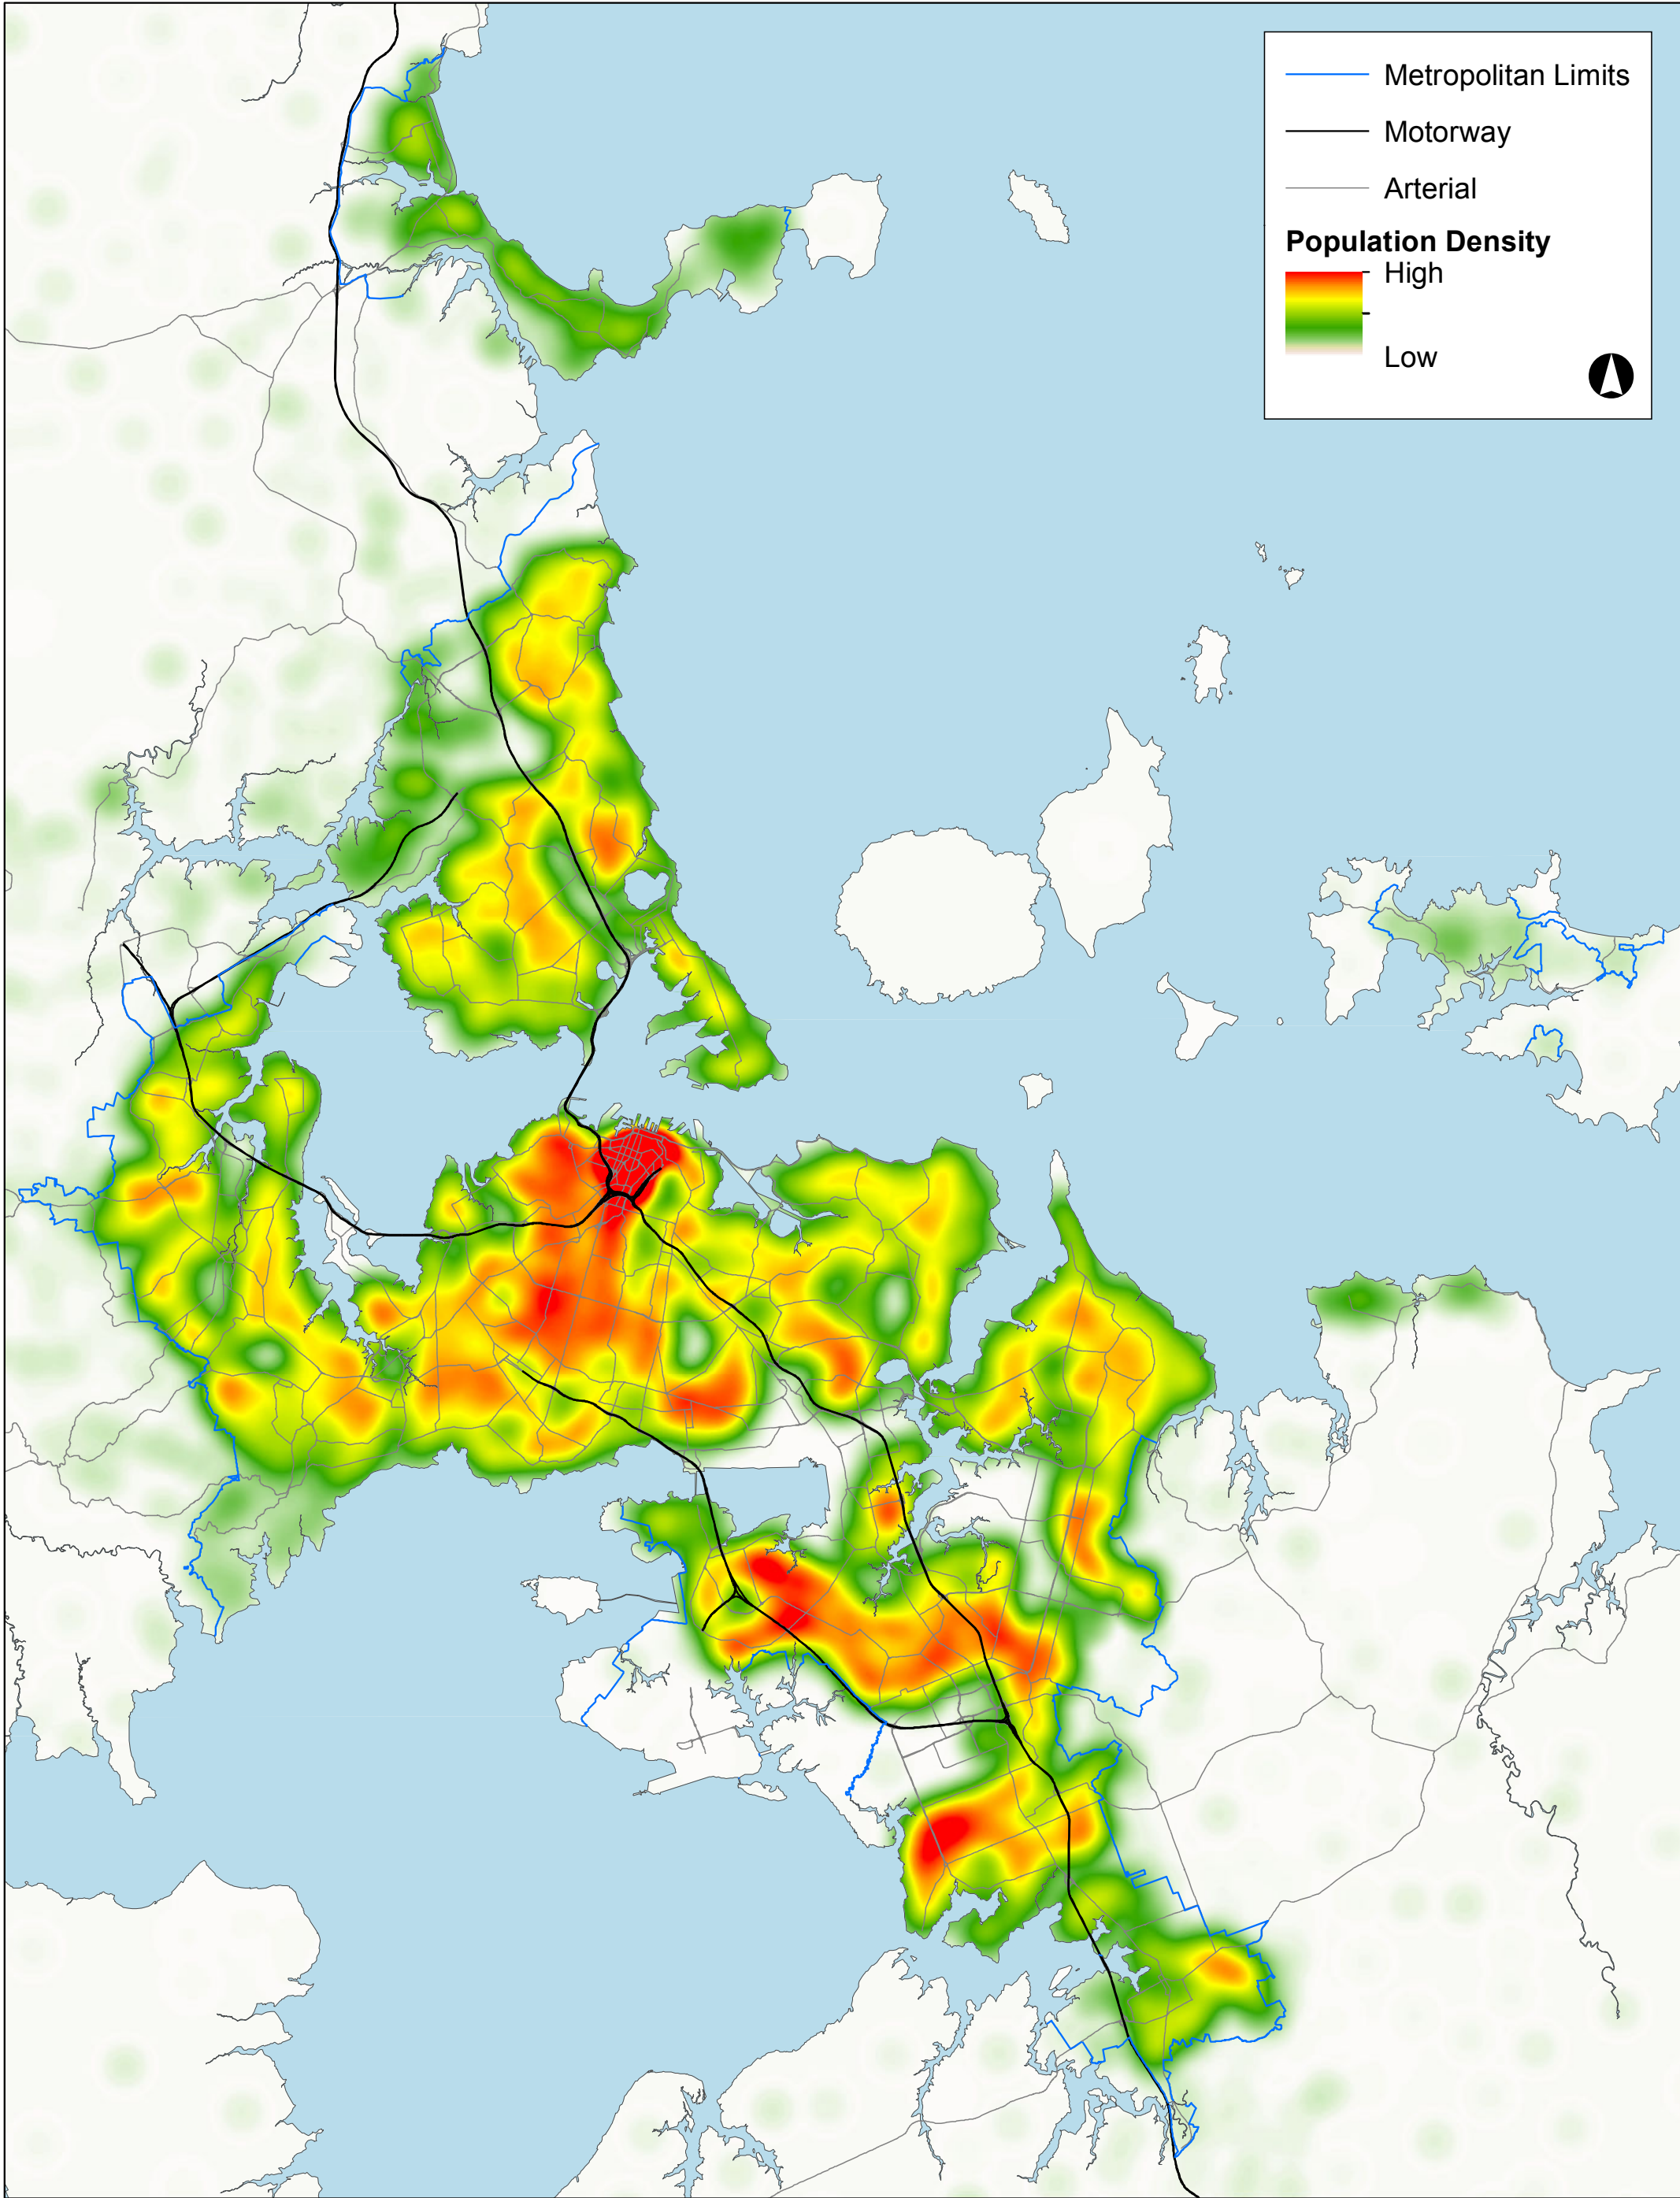 Metropolitan Limits
Motorway
Arterial
Population Density
High
Low